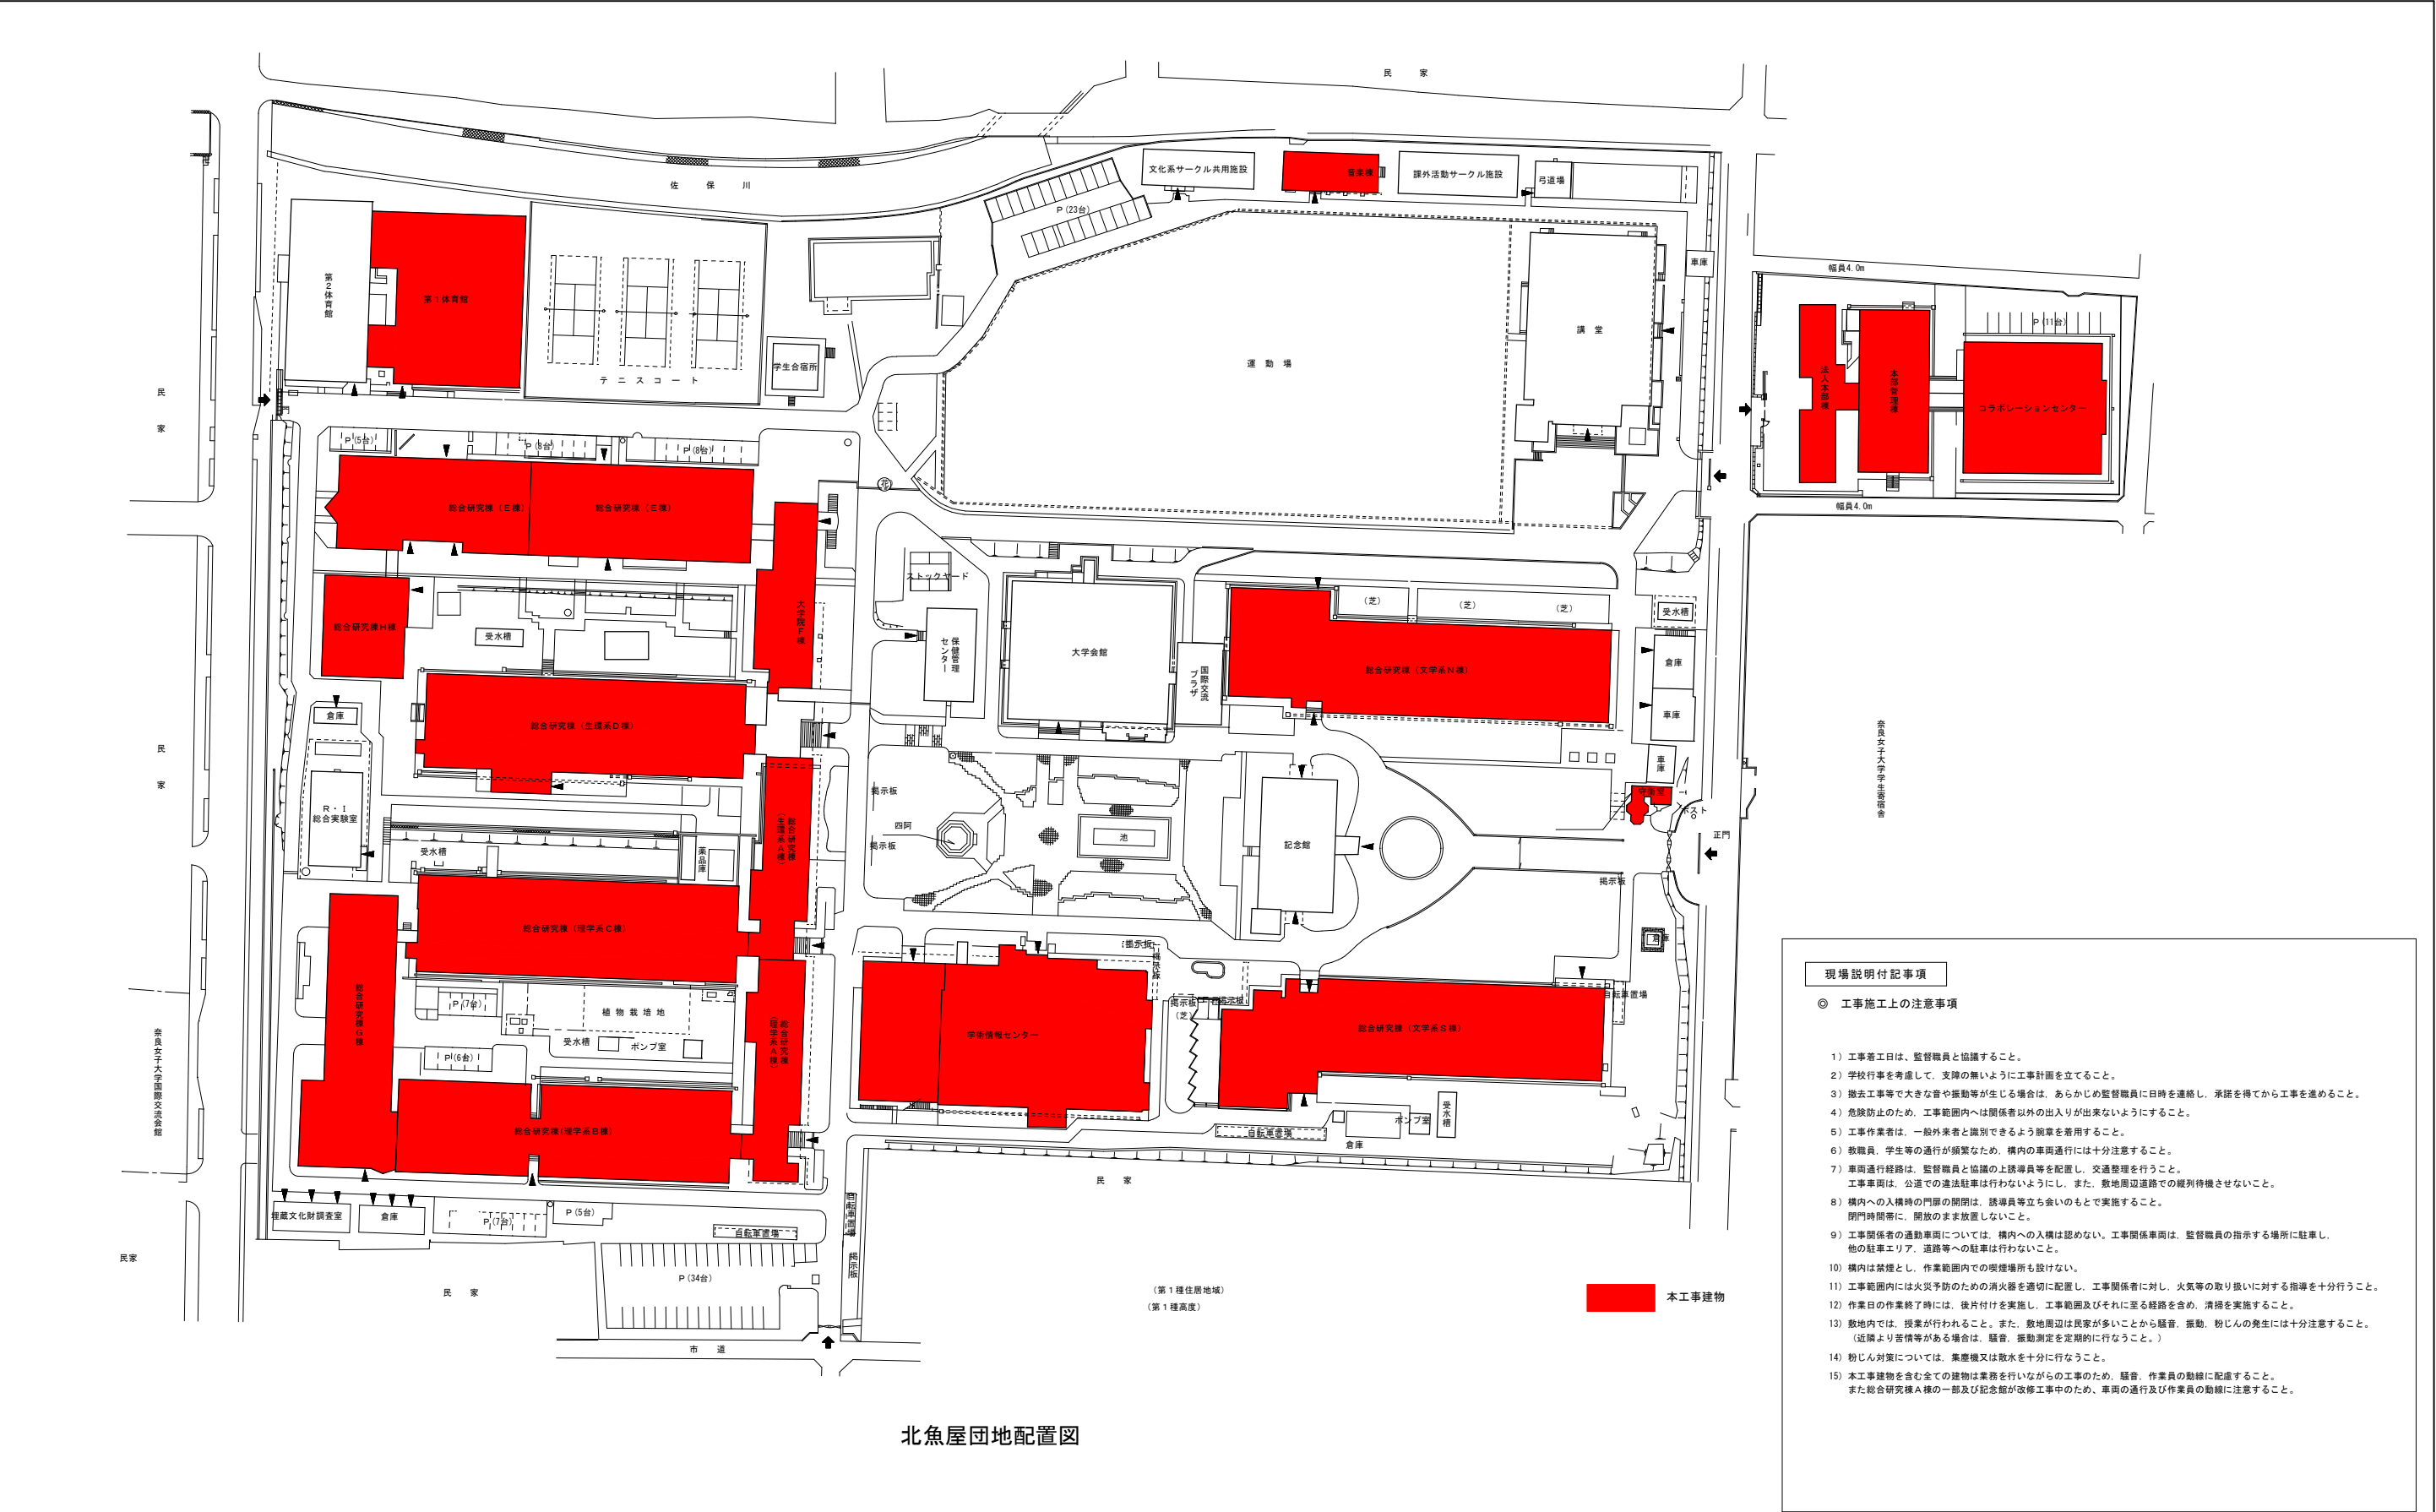 民　家
佐　保　川
文化系サークル共用施設
音楽棟
課外活動サークル施設
弓道場
P(23台)
車庫
第2体育館
第1体育館
テニスコート
学生合宿所
運　動　場
講　堂
幅員4.0m
P(11台)
法人本部棟
本部管理棟
コラボレーションセンター
幅員4.0m
民　家
P(5台)
P(8台)
P(8台)
花
総合研究棟（E棟）
総合研究棟（E棟）
ストックヤード
大学院F棟
総合研究棟H棟
受水槽
保健管理センター
大学会館
国際交流プラザ
（芝）
（芝）
（芝）
総合研究棟（文学系N棟）
受水槽
倉庫
車庫
車庫
守衛室
ポスト
正門
奈良女子大学学生寄宿舎
民　家
倉庫
総合研究棟（生環系D棟）
R・I
総合実験室
総合研究棟
（生環系A棟）
掲示板
四阿
掲示板
池
記念館
受水槽
薬品庫
掲示板
倉庫
総合研究棟（理学系C棟）
総合研究棟G棟
P(7台)
植物栽培地
受水槽
ポンプ室
P(6台)
総合研究棟
（理学系A棟）
掲示板
掲示板
学術情報センター
掲示板
掲示板
（芝）
総合研究棟（文学系S棟）
自転車置場
総合研究棟(理学系B棟)
自転車置場
倉庫
ポンプ室
受水槽
奈良女子大学国際交流会館
民　家
埋蔵文化財調査室
倉庫
P(7台)
P(5台)
自転車置場
自転車置場
掲示板
P(34台)
民家
民　家
市　道
（第1種住居地域）
（第1種高度）
本工事建物
北魚屋団地配置図
現場説明付記事項
◎　工事施工上の注意事項
1）工事着工日は、監督職員と協議すること。
2）学校行事を考慮して、支障の無いように工事計画を立てること。
3）撤去工事等で大きな音や振動等が生じる場合は、あらかじめ監督職員に日時を連絡し、承諾を得てから工事を進めること。
4）危険防止のため、工事範囲内へは関係者以外の出入りが出来ないようにすること。
5）工事作業者は、一般外来者と識別できるよう腕章を着用すること。
6）教職員、学生等の通行が頻繁なため、構内の車両通行には十分注意すること。
7）車両通行経路は、監督職員と協議の上誘導員等を配置し、交通整理を行うこと。
工事車両は、公道での違法駐車は行わないようにし、また、敷地周辺道路での縦列待機させないこと。
8）構内への入構時の門扉の開閉は、誘導員等立ち会いのもとで実施すること。
閉門時間帯に、開放のまま放置しないこと。
9）工事関係者の通勤車両については、構内への入構は認めない。工事関係車両は、監督職員の指示する場所に駐車し、
他の駐車エリア、道路等への駐車は行わないこと。
10）構内は禁煙とし、作業範囲内での喫煙場所も設けない。
11）工事範囲内には火災予防のための消火器を適切に配置し、工事関係者に対し、火気等の取り扱いに対する指導を十分行うこと。
12）作業日の作業終了時には、後片付けを実施し、工事範囲及びそれに至る経路を含め、清掃を実施すること。
13）敷地内では、授業が行われること。また、敷地周辺は民家が多いことから騒音、振動、粉じんの発生には十分注意すること。
（近隣より苦情等がある場合は、騒音、振動測定を定期的に行なうこと。）
14）粉じん対策については、集塵機又は散水を十分に行なうこと。
15）本工事建物を含む全ての建物は業務を行いながらの工事のため、騒音、作業員の動線に配慮すること。
また総合研究棟A棟の一部及び記念館が改修工事中のため、車両の通行及び作業員の動線に注意すること。